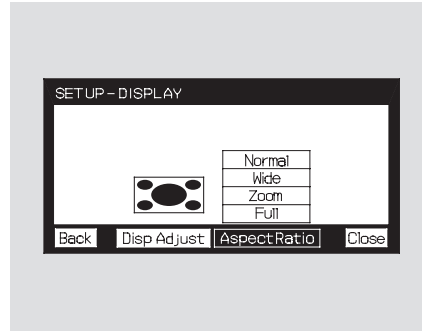 SETUP-DISPLAY
Normal
Wide
Zoom
Full
Back Disp Adjust AspectRatio Close